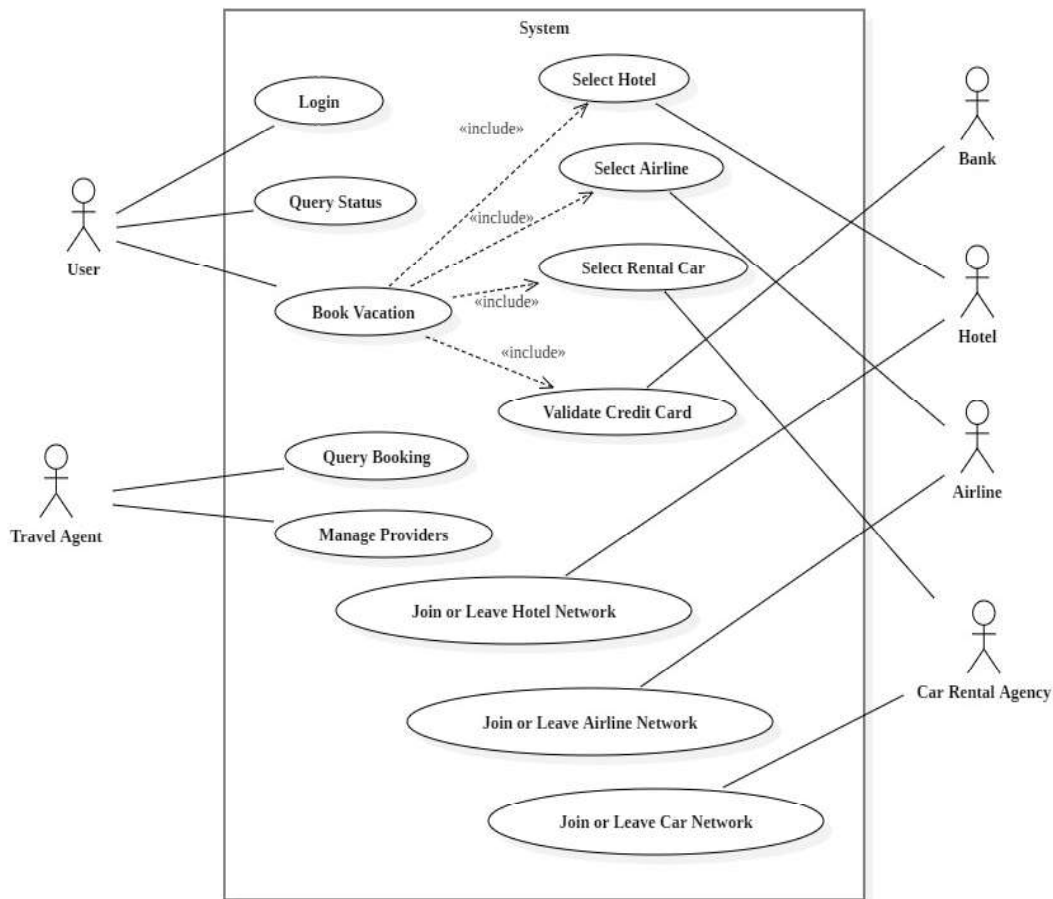 System
Select Hotel
Login
«include»
Bank
Select Airline
Query Status
«include»
User
Select Rental Car
«include»
Book Vacation
Hotel
«include»
Validate Credit Card
Query Booking
Airline
Travel Agent
Manage Providers
Join or Leave Hotel Network
Car Rental Agency
Join or Leave Airline Network
Join or Leave Car Network